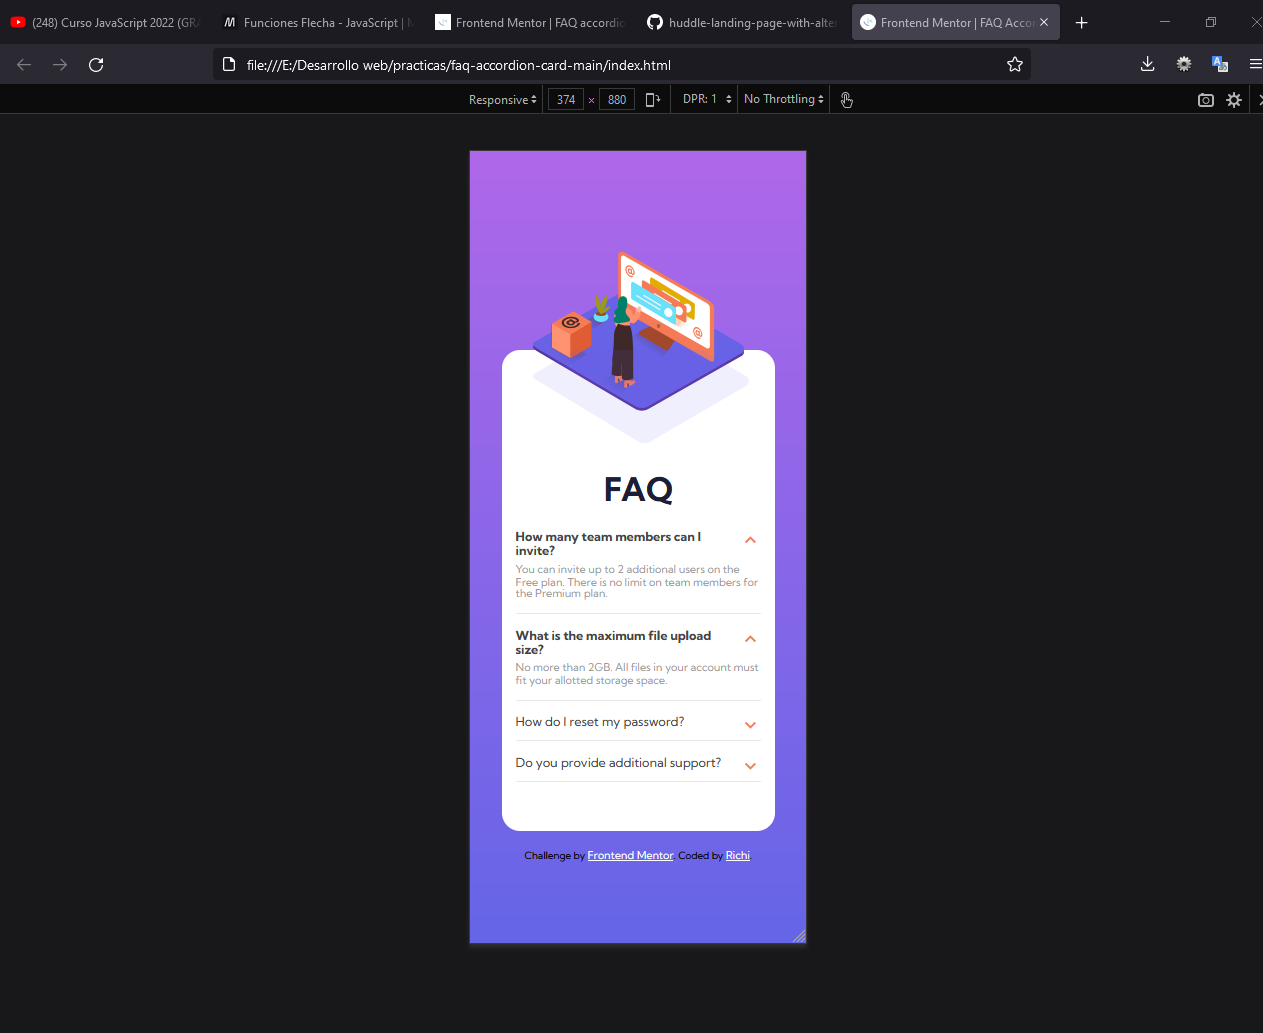 (248) Curso JavaScript 2022 (GRA
Funciones Flecha - JavaScript | M
Frontend Mentor | FAQ accordio
huddle-landing-page-with-alter
Frontend Mentor | FAQ Acco
file:///E:/Desarrollo web/practicas/faq-accordion-card-main/index.html
Responsive 374 × 880 DPR: 1 No Throttling
FAQ
How many team members can I
invite?
You can invite up to 2 additional users on the
Free plan. There is no limit on team members for
the Premium plan.
What is the maximum file upload
size?
No more than 2GB. All files in your account must
fit your allotted storage space.
How do I reset my password?
Do you provide additional support?
Challenge by Frontend Mentor. Coded by Richi.